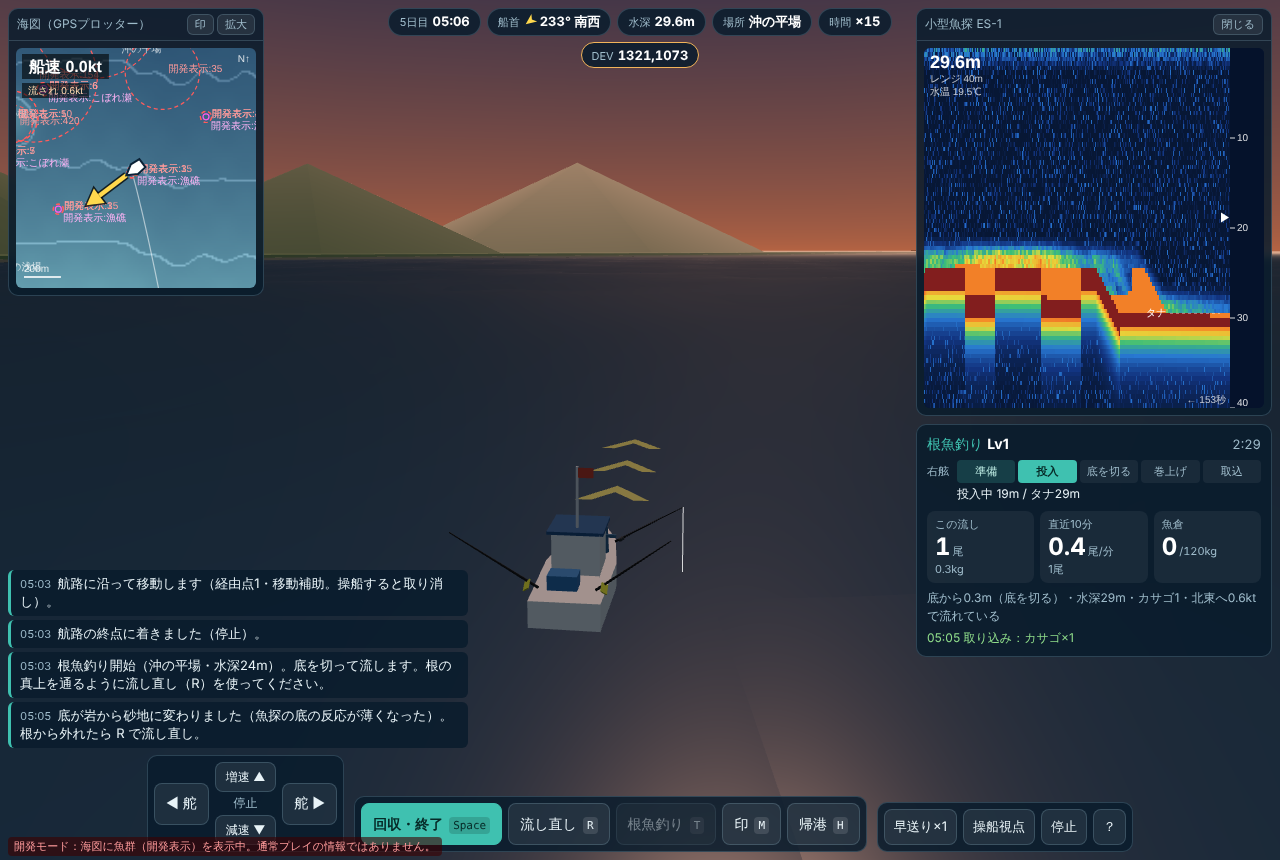 海図（GPSプロッター）
印
拡大
5日目 05:06
船首 233° 南西
水深 29.6m
場所 沖の平場
時間 ×15
DEV 1321,1073
小型魚探 ES-1
閉じる
船速 0.0kt
流され 0.6kt
沖の平場
N↑
開発表示:35
開発表示:こぼれ瀬
開発表示:420
開発表示:漁礁
開発表示:漁礁
200m
29.6m
レンジ 40m
水温 19.5℃
10
20
30
40
タナ
←153秒
根魚釣り Lv1
2:29
右舷
準備
投入
底を切る
巻上げ
取込
投入中 19m / タナ29m
この流し
1尾
0.3kg
直近10分
0.4尾/分
1尾
魚倉
0/120kg
底から0.3m（底を切る）・水深29m・カサゴ1・北東へ0.6kt
で流れている
05:05 取り込み：カサゴ×1
05:03 航路に沿って移動します（経由点1・移動補助。操船すると取り消
し）。
05:03 航路の終点に着きました（停止）。
05:03 根魚釣り開始（沖の平場・水深24m）。底を切って流します。根の
真上を通るように流し直し（R）を使ってください。
05:05 底が岩から砂地に変わりました（魚探の底の反応が薄くなった）。
根から外れたら R で流し直し。
◀ 舵
増速 ▲
停止
減速 ▼
舵 ▶
回収・終了 Space
流し直し R
根魚釣り T
印 M
帰港 H
早送り×1
操船視点
停止
？
開発モード：海図に魚群（開発表示）を表示中。通常プレイの情報ではありません。